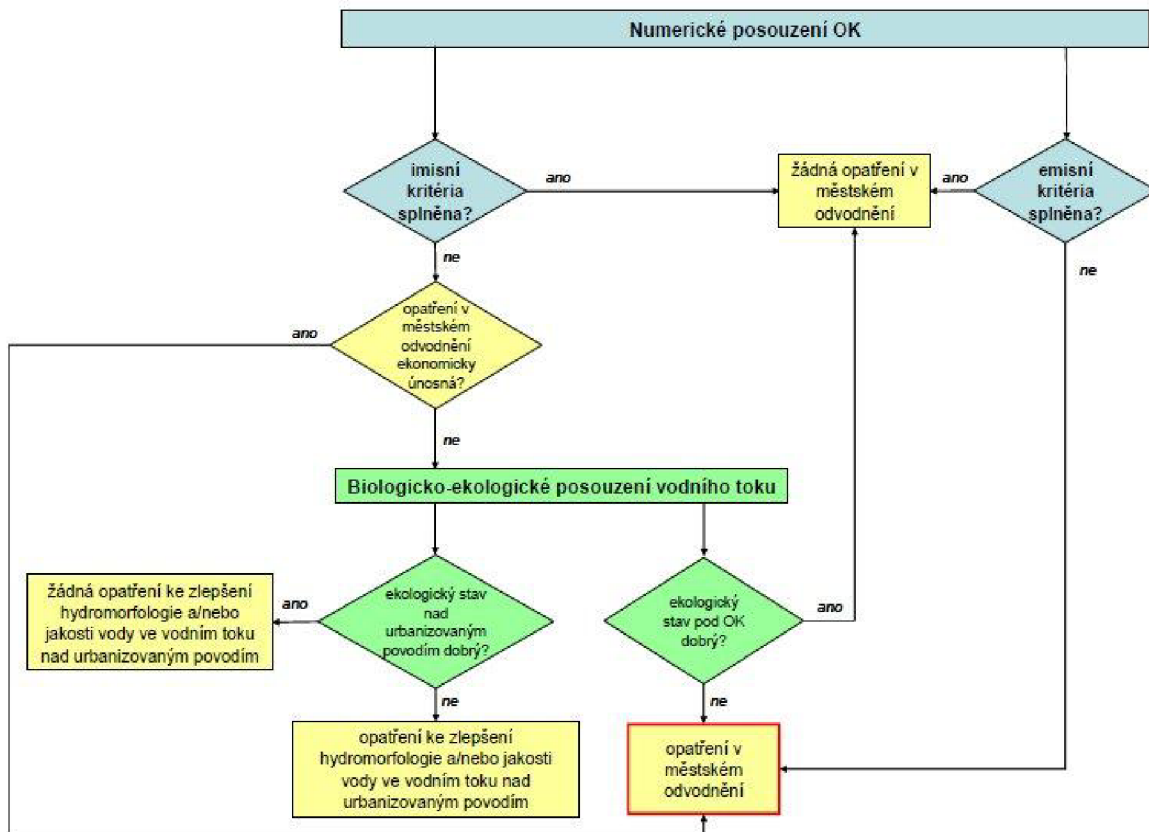 Numerické posouzení OK
imisní
kritéria
splněna?
ano
žádná opatření v
městském
odvodnění
ano
emisní
kritéria
splněna?
ne
ne
ano
opatření v
městském
odvodnění
ekonomicky
únosná?
ne
Biologicko-ekologické posouzení vodního toku
žádná opatření ke zlepšení
hydromorfologie a/nebo
jakosti vody ve vodním toku
nad urbanizovaným povodím
ano
ekologický stav
nad
urbanizovaným
povodím dobrý?
ekologický
stav pod OK
dobrý?
ano
ne
ne
opatření ke zlepšení
hydromorfologie a/nebo jakosti
vody ve vodním toku nad
urbanizovaným povodím
opatření v
městském
odvodnění